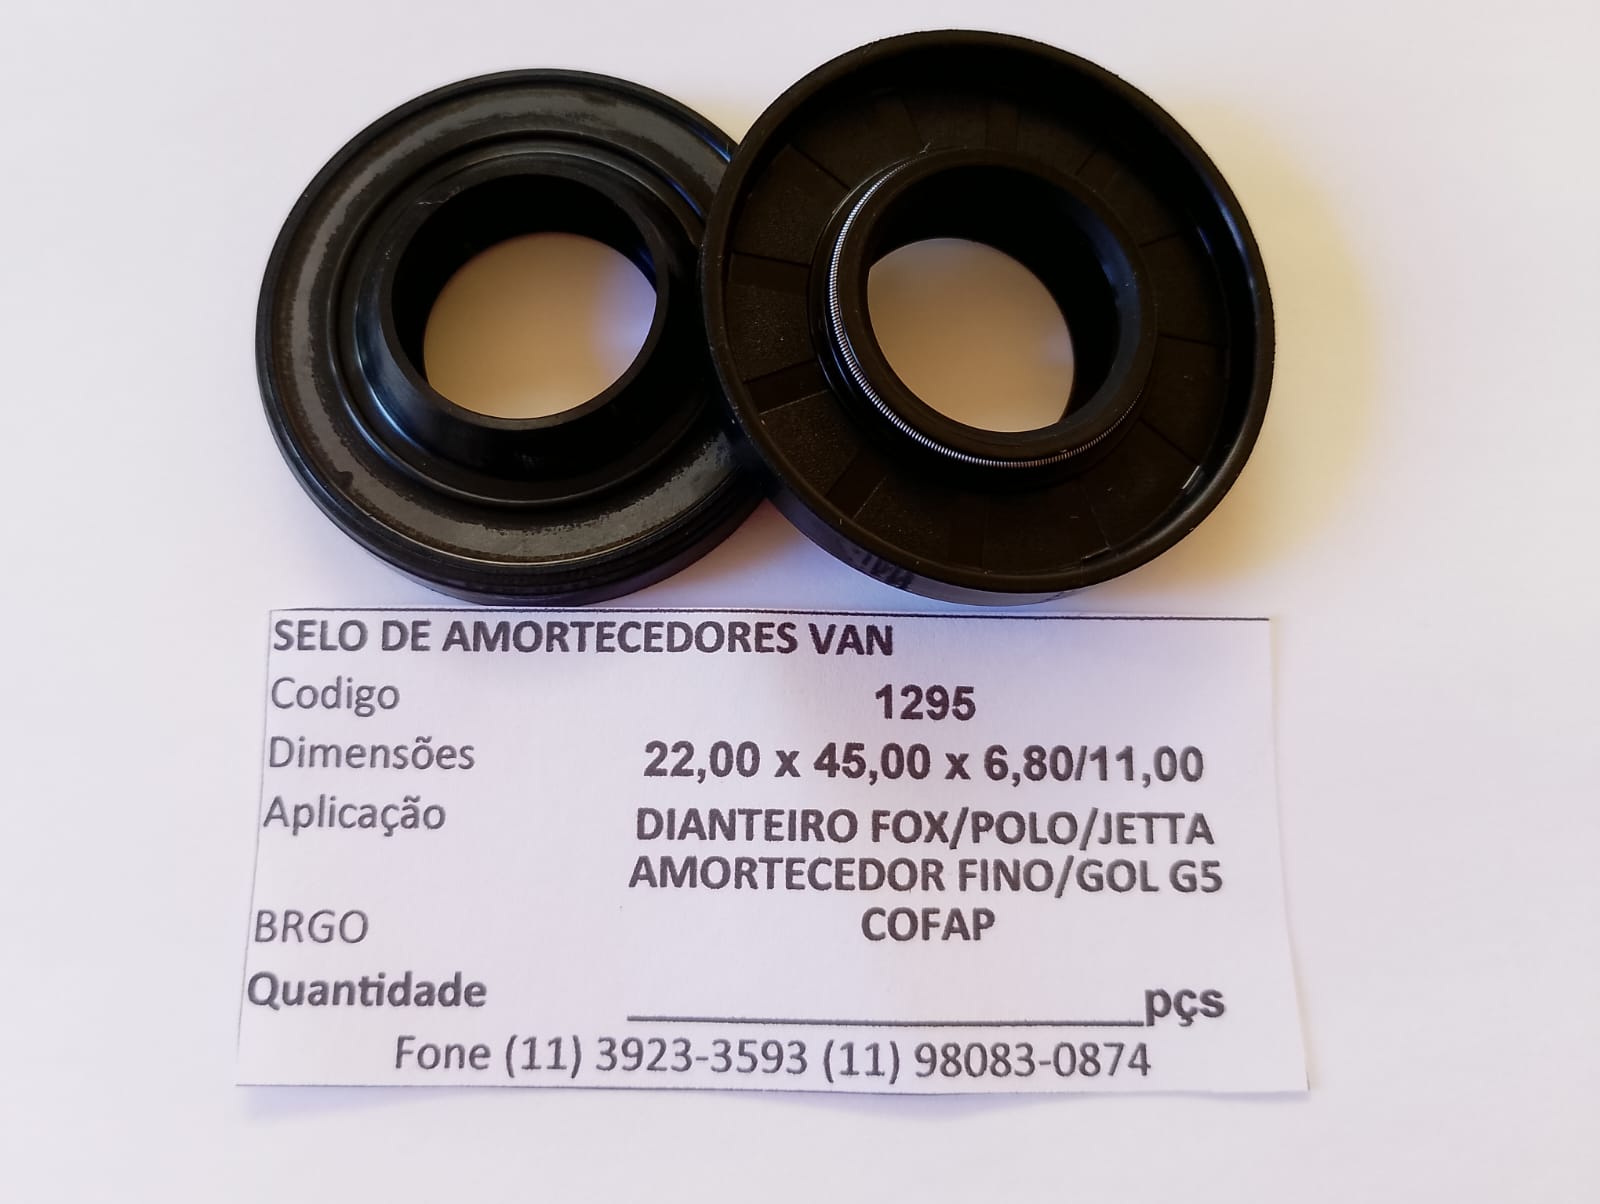 SELO DE AMORTECEDORES VAN
Codigo 1295
Dimensões 22,00 x 45,00 x 6,80/11,00
Aplicação DIANTEIRO FOX/POLO/JETTA
AMORTECEDOR FINO/GOL G5
BRGO COFAP
Quantidade ____________________pçs
Fone (11) 3923-3593 (11) 98083-0874